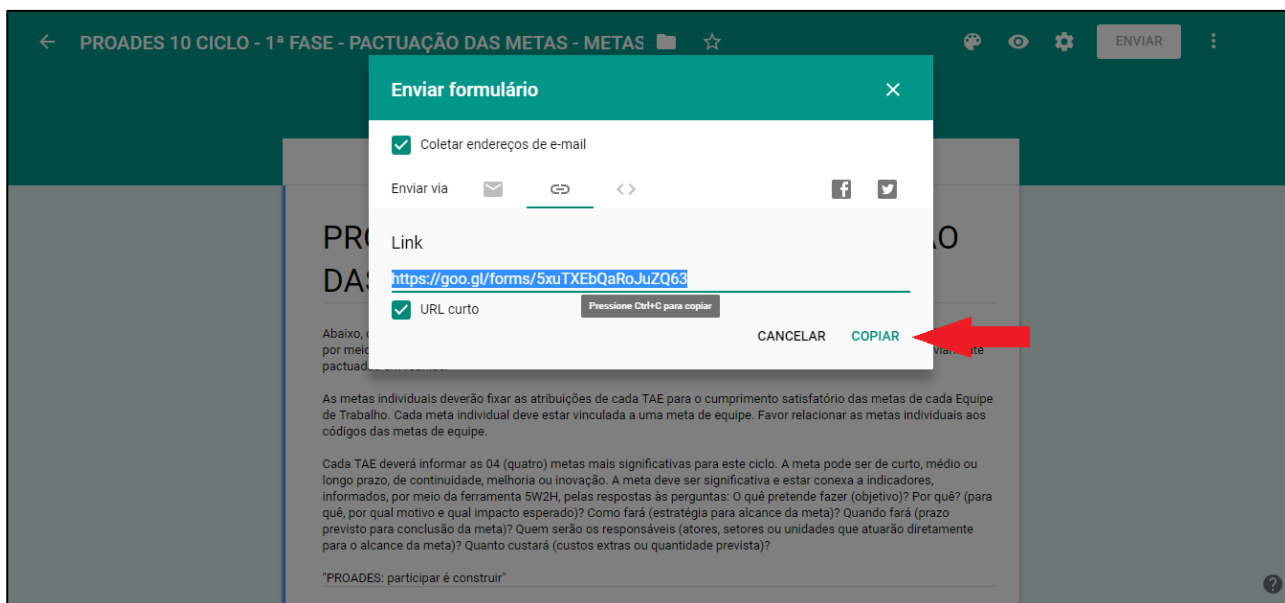 PROADES 10 CICLO - 1ª FASE - PACTUAÇÃO DAS METAS - METAS
ENVIAR
Enviar formulário
Coletar endereços de e-mail
Enviar via
Link
https://goo.gl/forms/5xuTXEbQaRoJuZQ63
Pressione Ctrl+C para copiar
URL curto
CANCELAR COPIAR
Abaixo,
pactuad
As metas individuais deverão fixar as atribuições de cada TAE para o cumprimento satisfatório das metas de cada Equipe
de Trabalho. Cada meta individual deve estar vinculada a uma meta de equipe. Favor relacionar as metas individuais aos
códigos das metas de equipe.
Cada TAE deverá informar as 04 (quatro) metas mais significativas para este ciclo. A meta pode ser de curto, médio ou
longo prazo, de continuidade, melhoria ou inovação. A meta deve ser significativa e estar conexa a indicadores,
informados, por meio da ferramenta 5W2H, pelas respostas às perguntas: O quê pretende fazer (objetivo)? Por quê? (para
quê, por qual motivo e qual impacto esperado)? Como fará (estratégia para alcance da meta)? Quando fará (prazo
previsto para conclusão da meta)? Quem serão os responsáveis (atores, setores ou unidades que atuarão diretamente
para o alcance da meta)? Quanto custará (custos extras ou quantidade prevista)?
"PROADES: participar é construir"